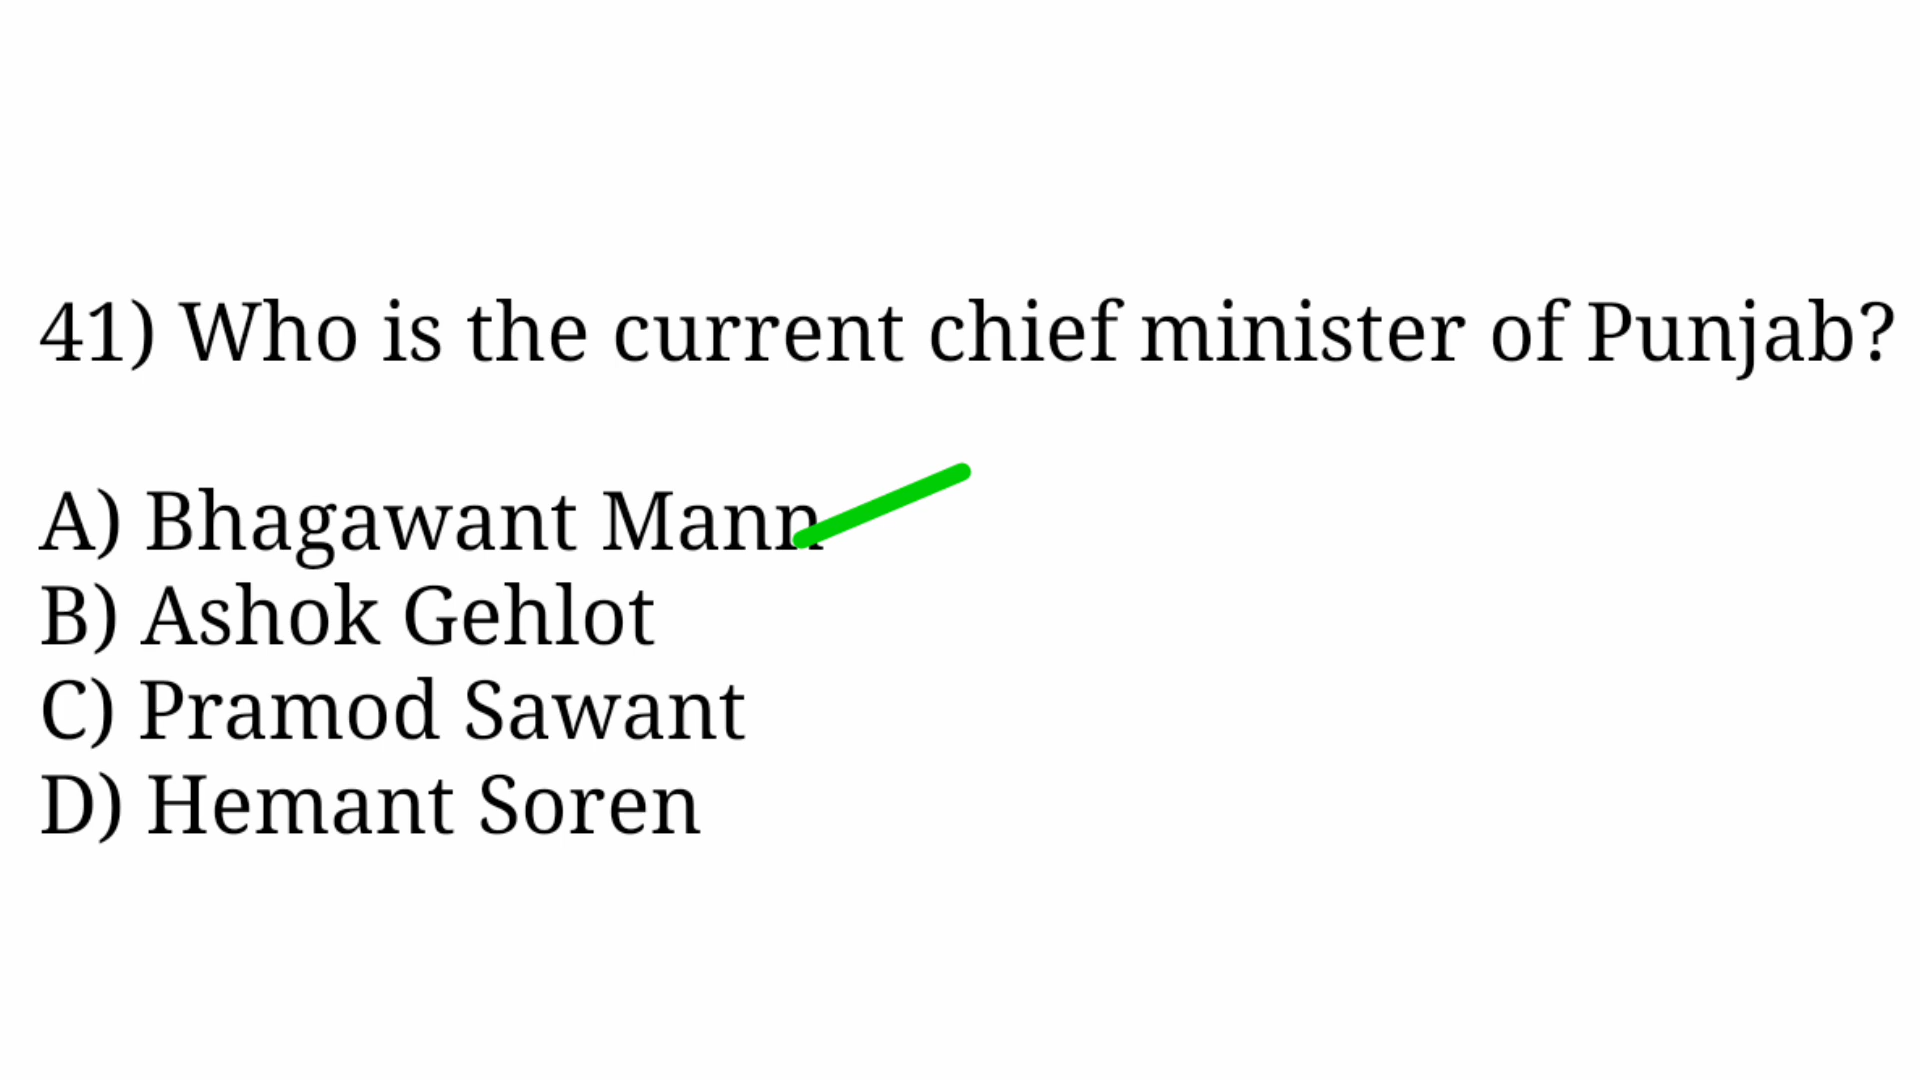 41) Who is the current chief minister of Punjab?
A) Bhagawant Mann
B) Ashok Gehlot
C) Pramod Sawant
D) Hemant Soren